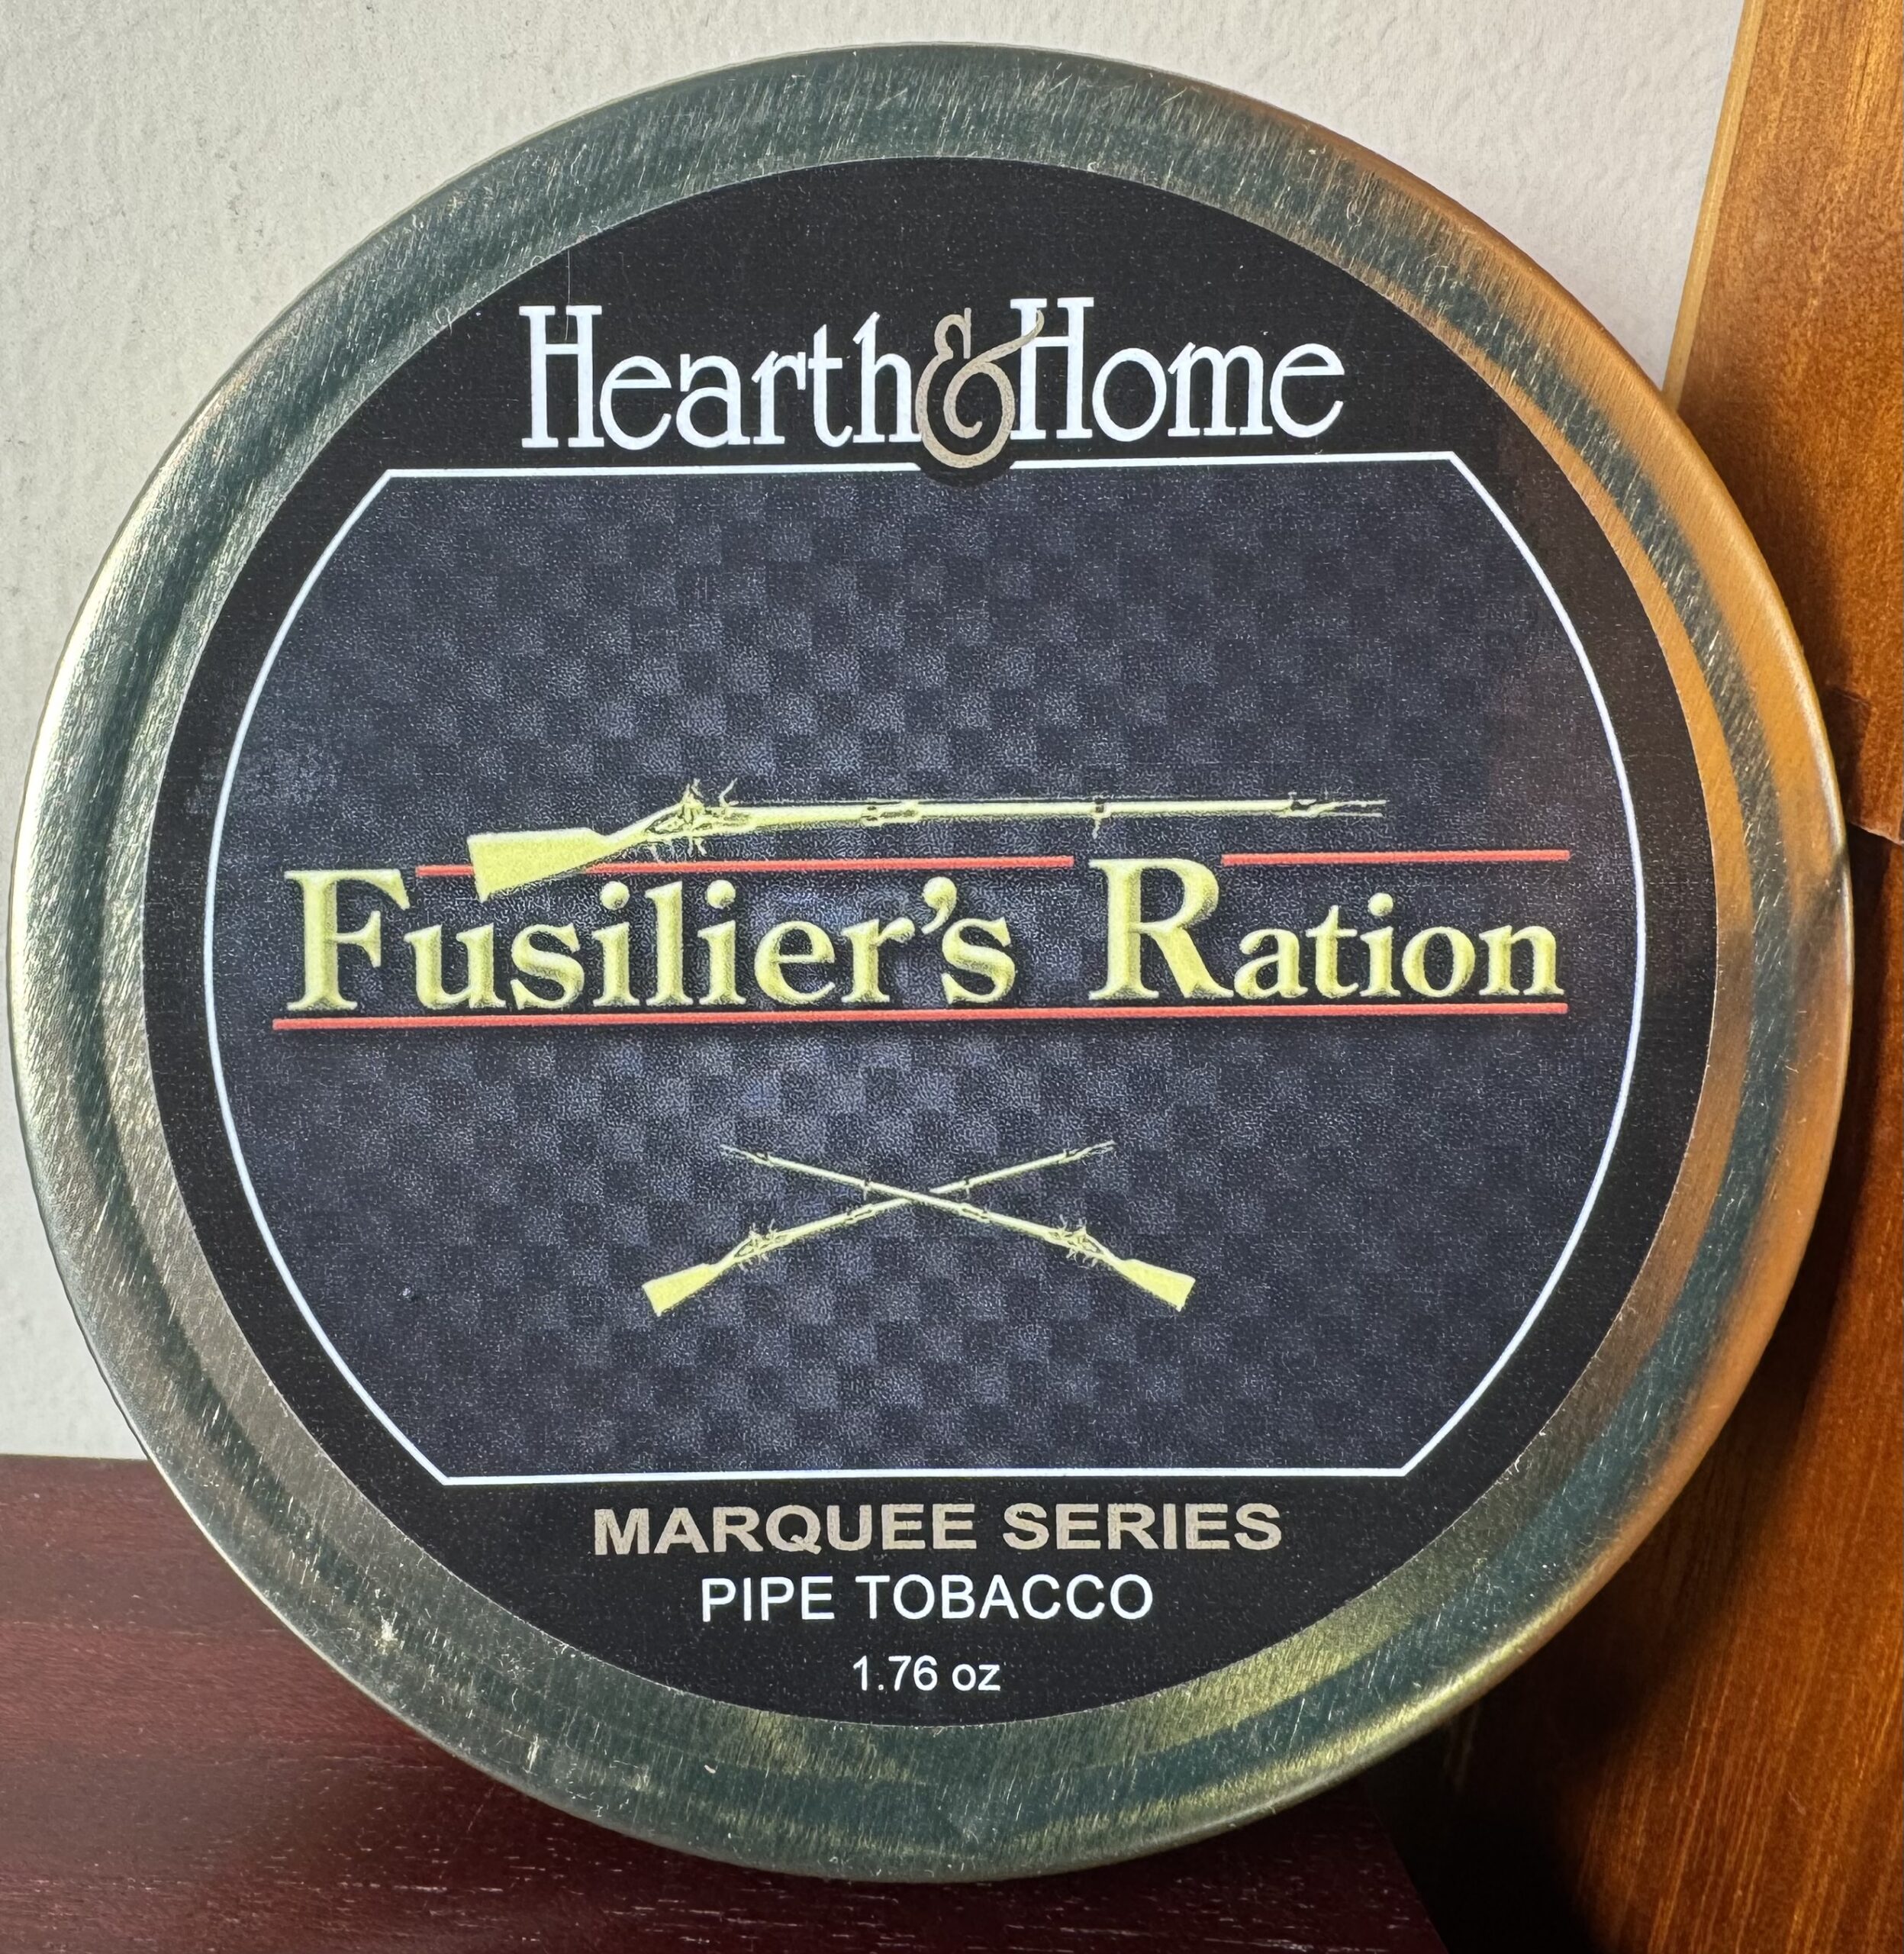 Hearth & Home
Fusilier's Ration
MARQUEE SERIES
PIPE TOBACCO
1.76 oz